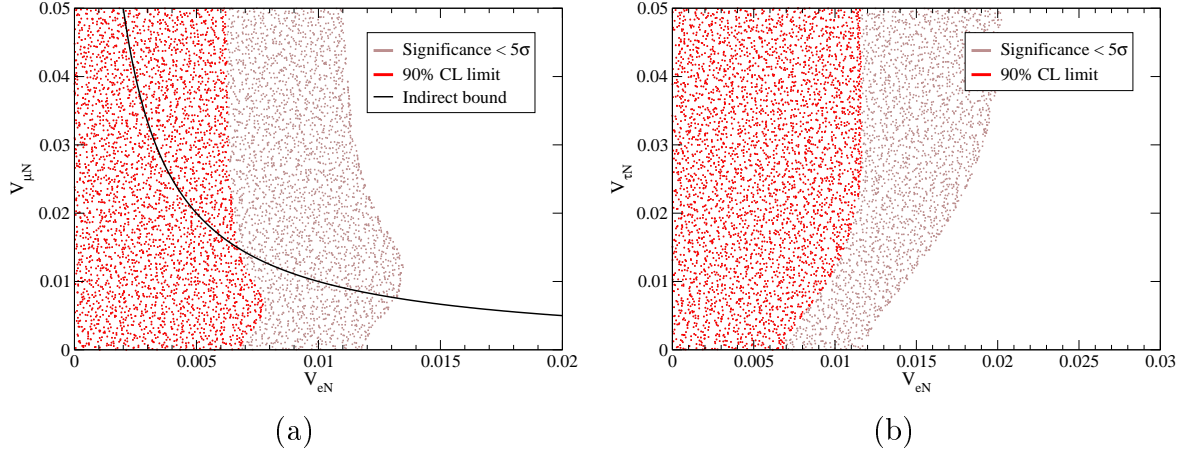 0.05
0.04
0.03
0.02
0.01
0
V_μN
0 0.005 0.01 0.015 0.02
V_eN
Significance < 5σ
90% CL limit
Indirect bound
(a)
0.05
0.04
0.03
0.02
0.01
0
V_τN
0 0.005 0.01 0.015 0.02 0.025 0.03
V_eN
Significance < 5σ
90% CL limit
(b)